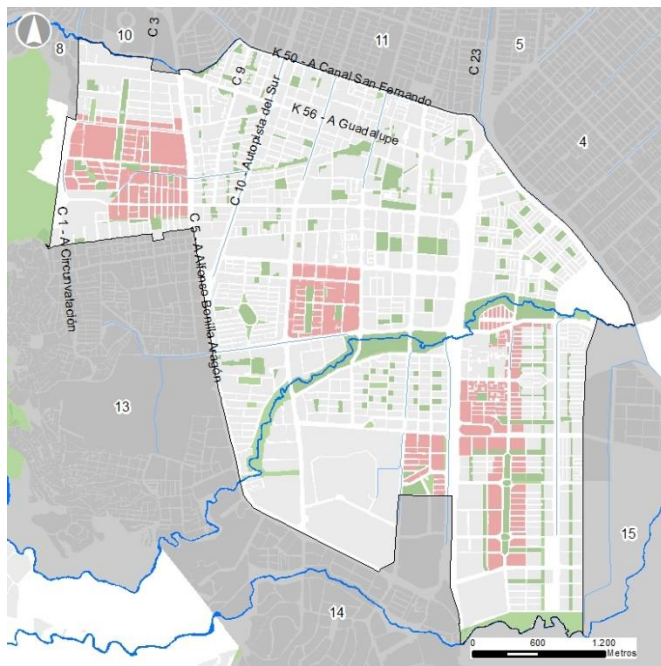 8
10
C 3
11
5
C 23
K 50 - A Canal San Fernando
C 9
K 56 - A Guadalupe
C 10 - Autopista del Sur
4
C 1 - A Circunvalación
C 5 - A Alfonso Bonilla Aragón
13
15
14
0 600 1.200
Metros